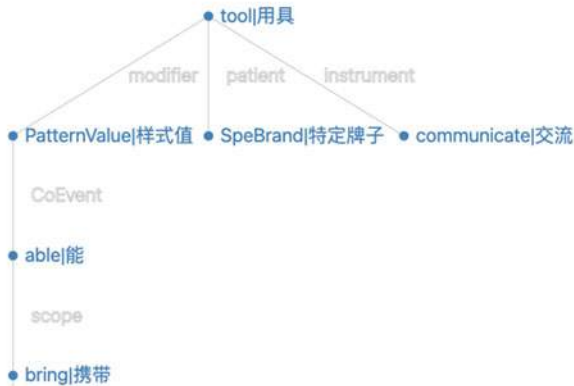 tool|用具
modifier patient instrument
PatternValue|样式值 SpeBrand|特定牌子 communicate|交流
CoEvent
able|能
scope
bring|携带